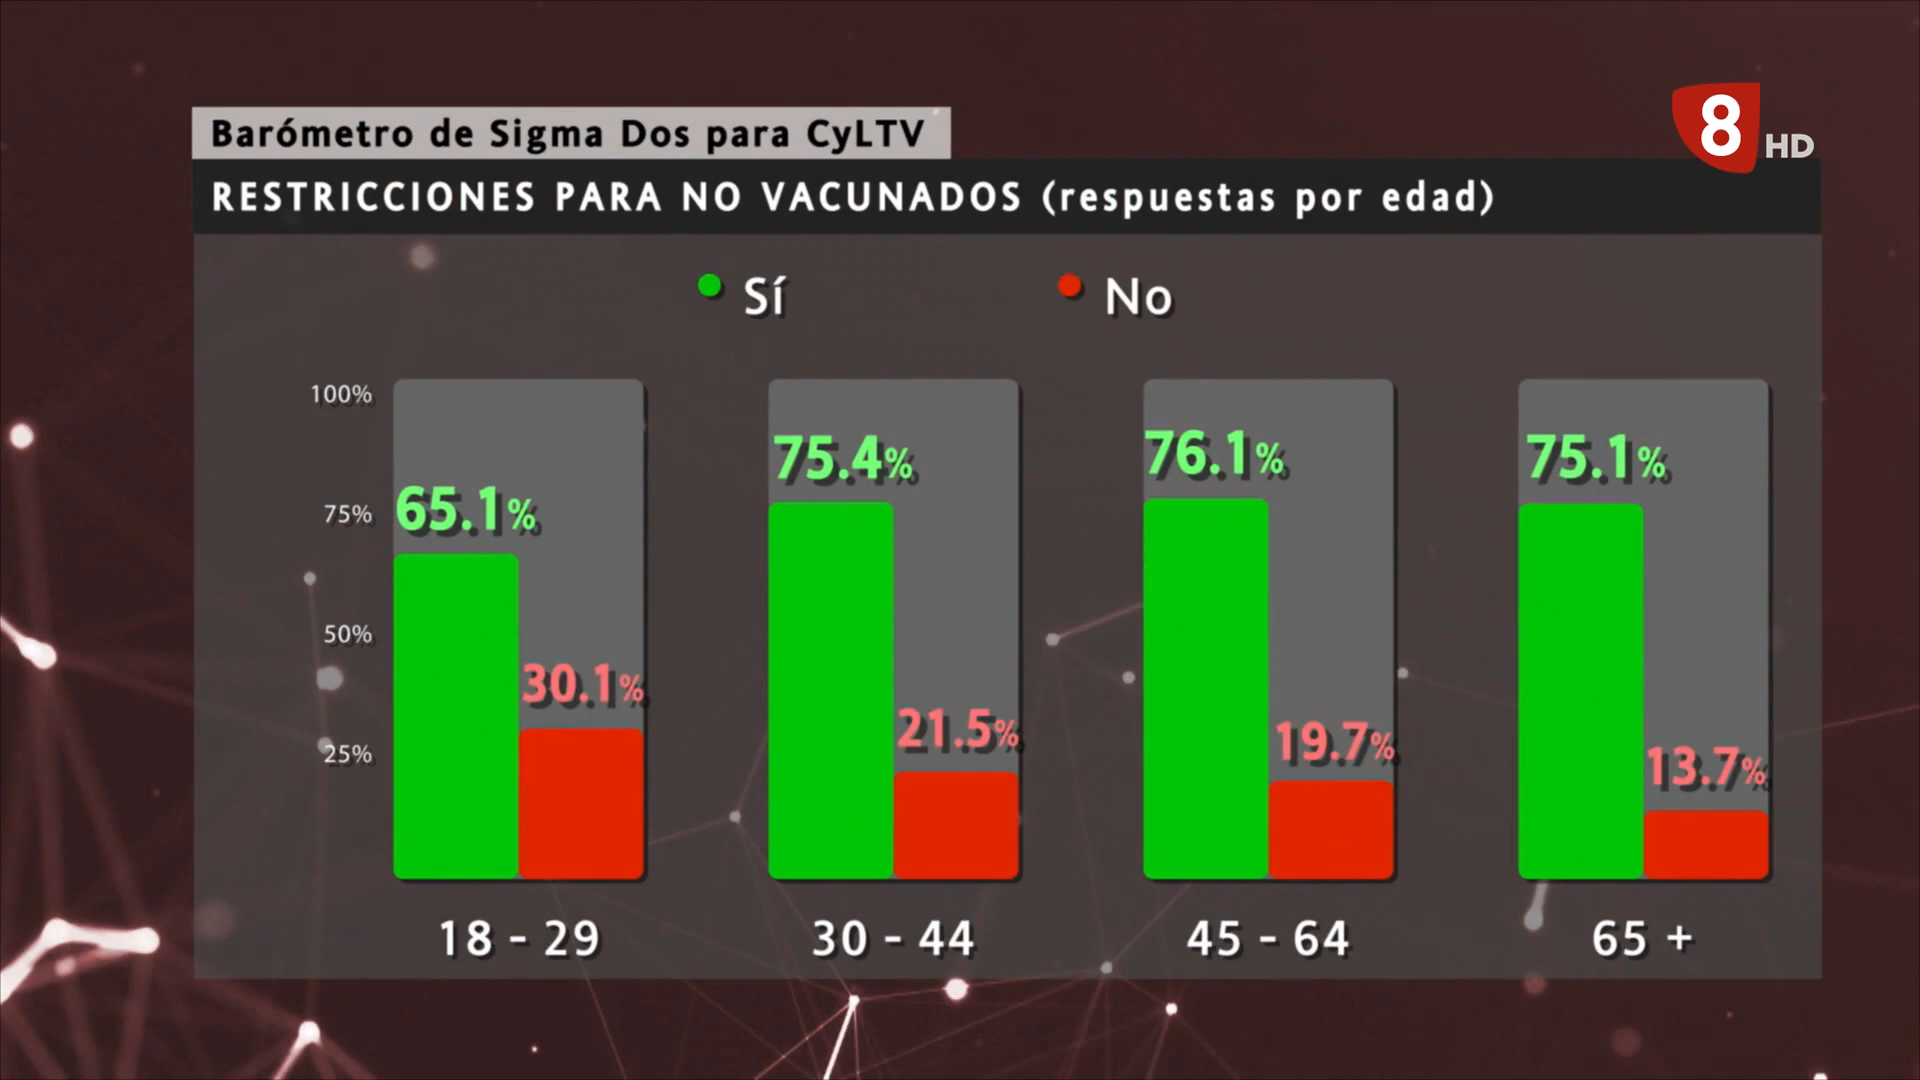 Barómetro de Sigma Dos para CyLTV
8 HD
RESTRICCIONES PARA NO VACUNADOS (respuestas por edad)
Sí No
100%
75%
50%
25%
65.1% 30.1%
75.4% 21.5%
76.1% 19.7%
75.1% 13.7%
18 - 29 30 - 44 45 - 64 65 +